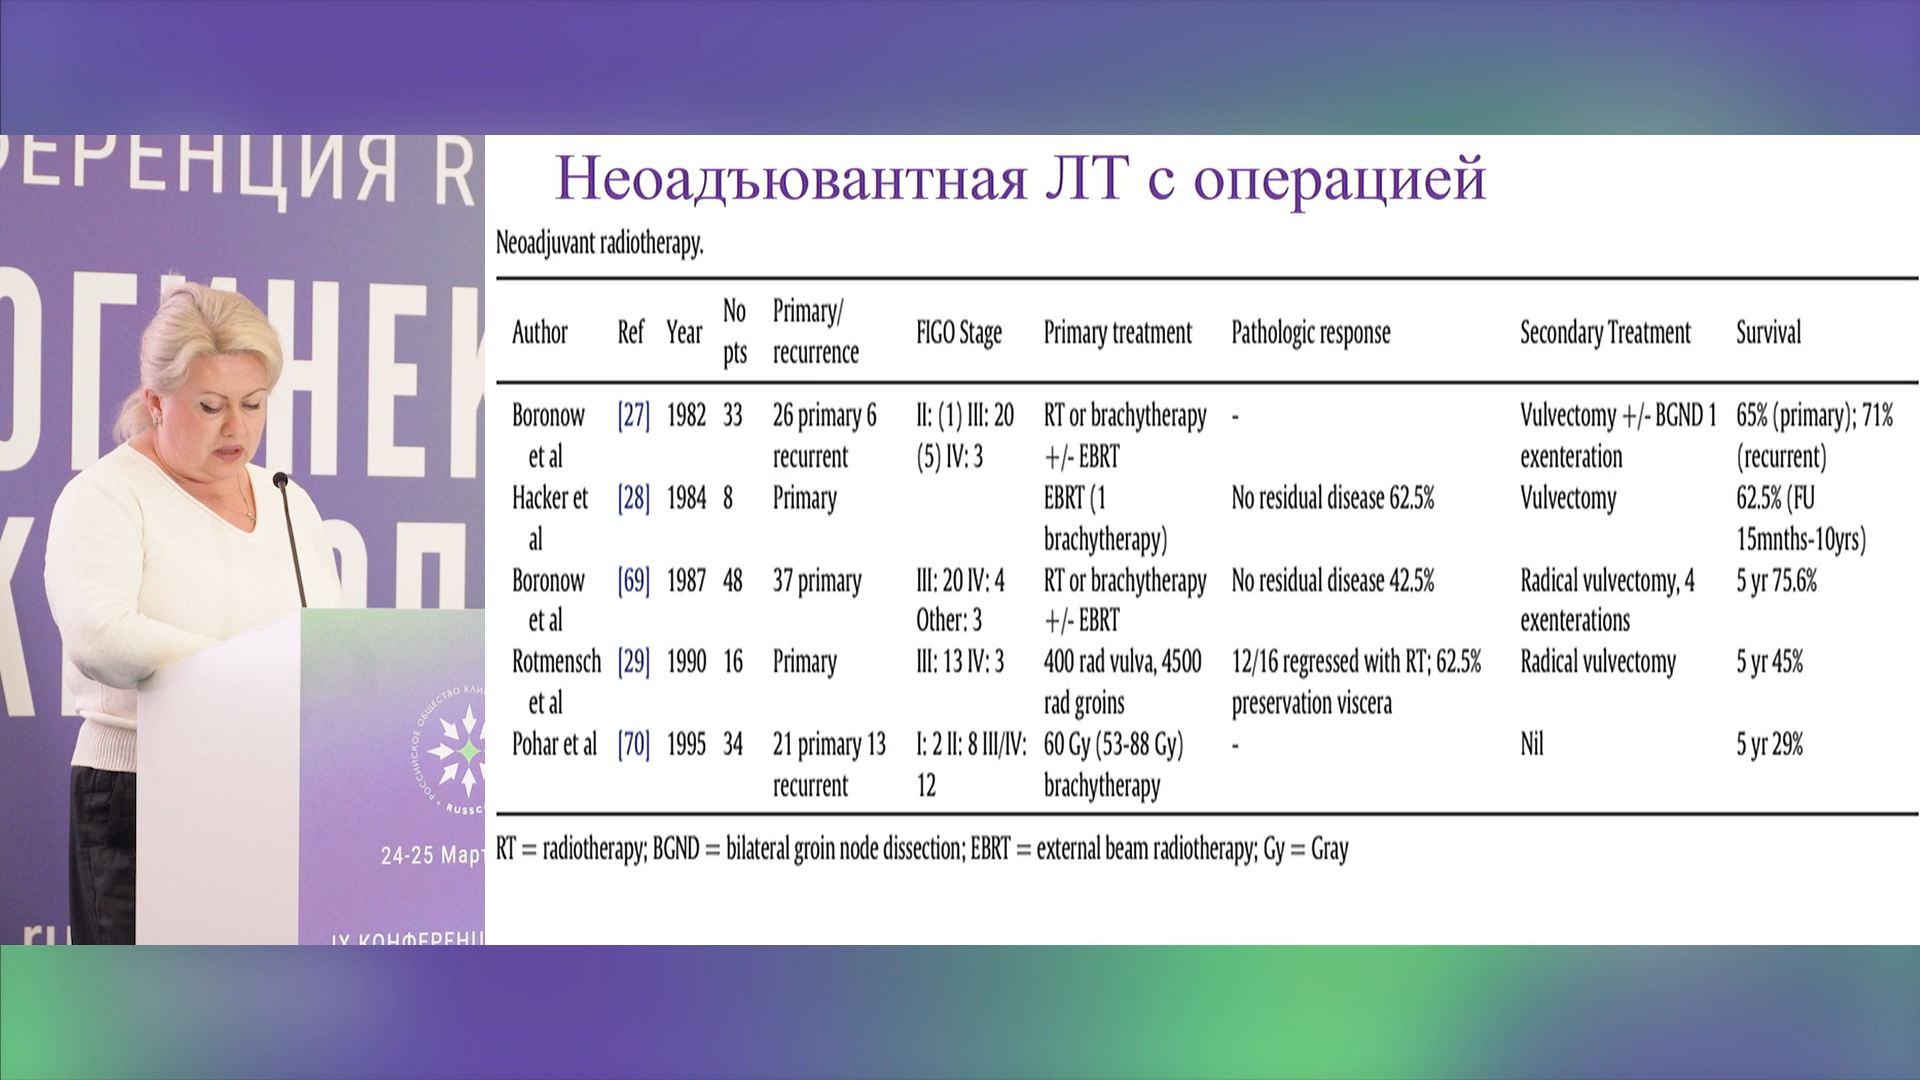 ФЕРЕНЦИЯ R
ОГИНЕК
24-25 Март
IX КОНФЕРЕНЦ
ru
РОССИЙСКОЕ ОБЩЕСТВО КЛИ
RUSSC
Неоадъювантная ЛТ с операцией
Neoadjuvant radiotherapy.
Author Ref Year No pts Primary/ recurrence FIGO Stage Primary treatment Pathologic response Secondary Treatment Survival
Boronow et al [27] 1982 33 26 primary 6 recurrent II: (1) III: 20 (5) IV: 3 RT or brachytherapy +/- EBRT - Vulvectomy +/- BGND 1 exenteration 65% (primary); 71% (recurrent)
Hacker et al [28] 1984 8 Primary EBRT (1 brachytherapy) No residual disease 62.5% Vulvectomy 62.5% (FU 15mnths-10yrs)
Boronow et al [69] 1987 48 37 primary III: 20 IV: 4 Other: 3 RT or brachytherapy +/- EBRT No residual disease 42.5% Radical vulvectomy, 4 exenterations 5 yr 75.6%
Rotmensch et al [29] 1990 16 Primary III: 13 IV: 3 400 rad vulva, 4500 rad groins 12/16 regressed with RT; 62.5% preservation viscera Radical vulvectomy 5 yr 45%
Pohar et al [70] 1995 34 21 primary 13 recurrent I: 2 II: 8 III/IV: 12 60 Gy (53-88 Gy) brachytherapy - Nil 5 yr 29%
RT = radiotherapy; BGND = bilateral groin node dissection; EBRT = external beam radiotherapy; Gy = Gray